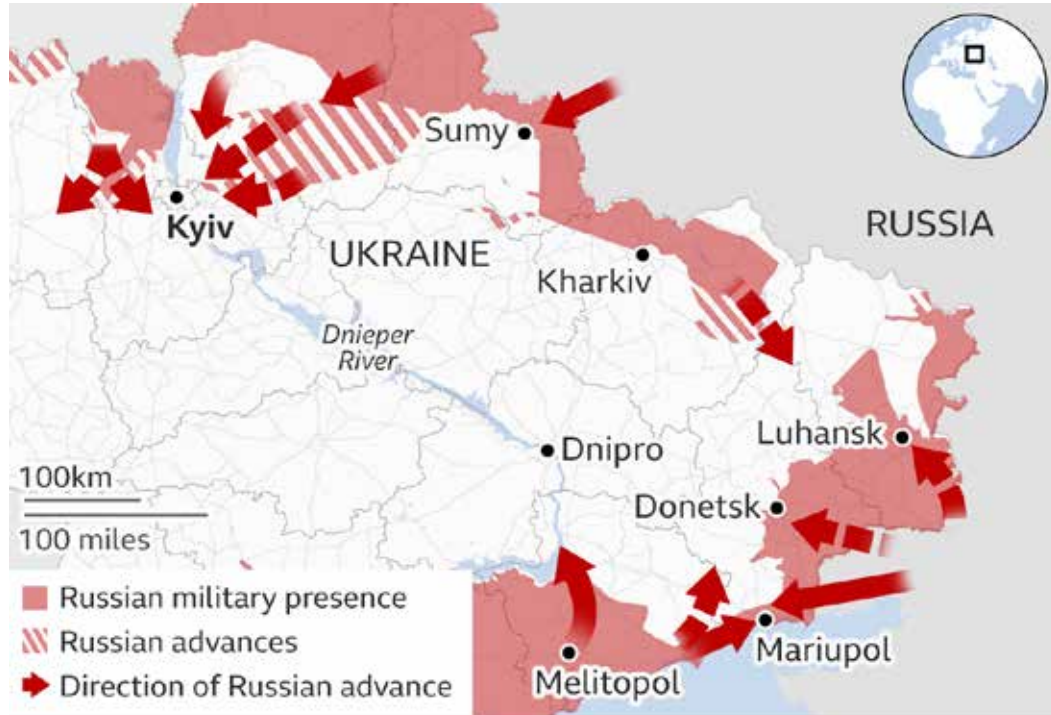 Sumy
RUSSIA
Kyiv
UKRAINE
Kharkiv
Dnieper
River
Luhansk
Dnipro
100km
Donetsk
100 miles
Russian military presence
Russian advances
Mariupol
Melitopol
Direction of Russian advance